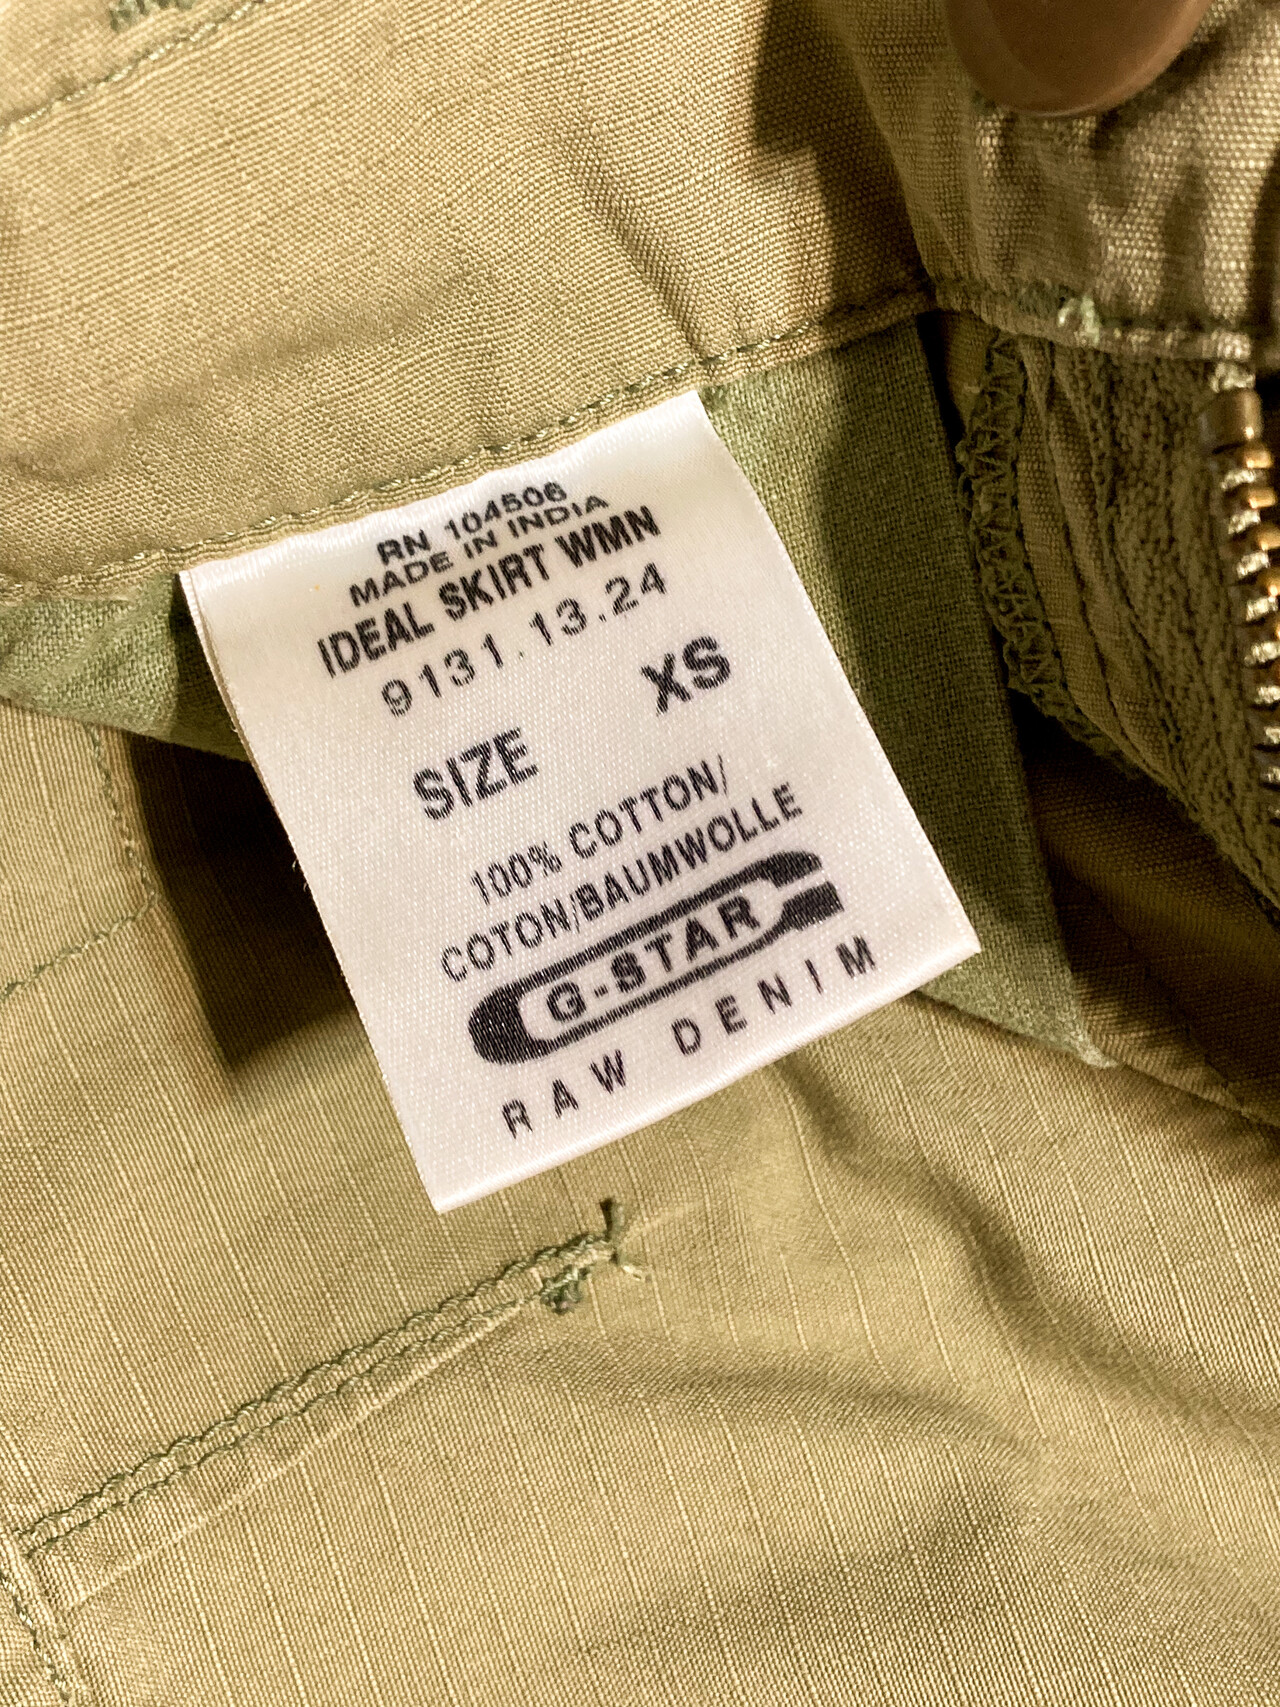 RN 104506
MADE IN INDIA
IDEAL SKIRT WMN
9131.13.24
SIZE XS
100% COTTON/
COTON/BAUMWOLLE
G-STAR
RAW DENIM